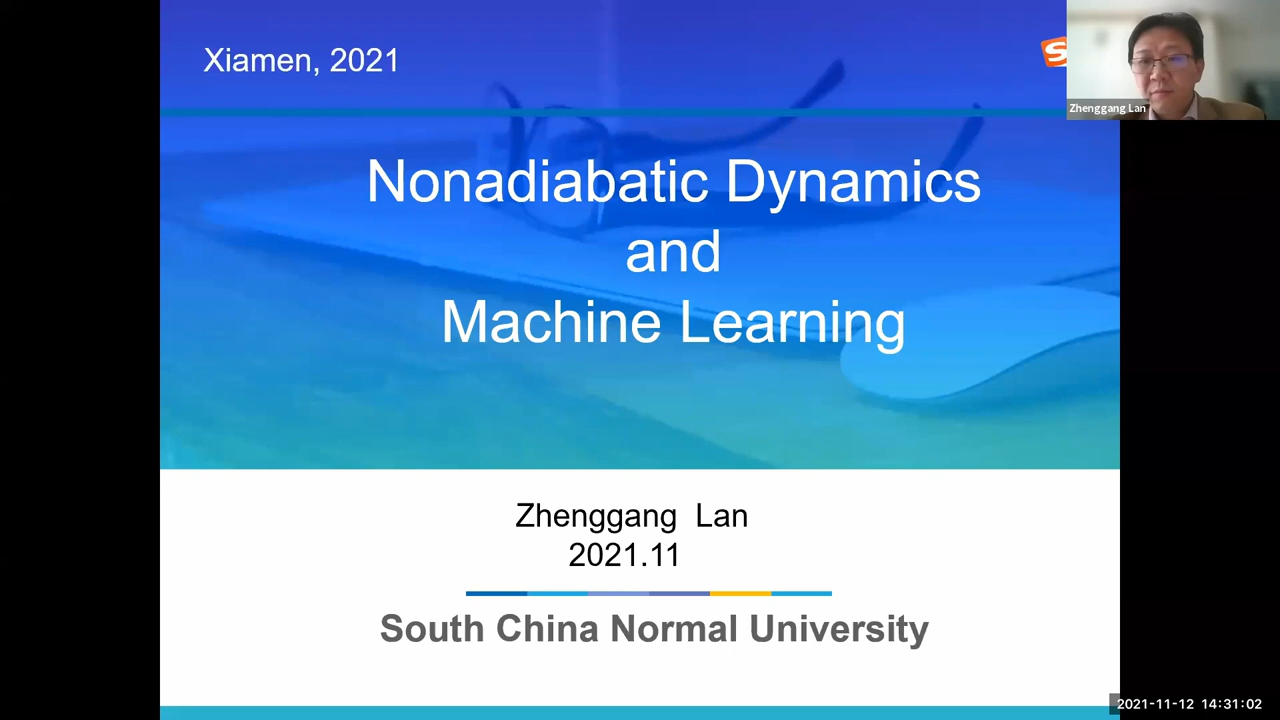 Xiamen, 2021
S
Zhenggang Lan
Nonadiabatic Dynamics
and
Machine Learning
Zhenggang Lan
2021.11
South China Normal University
2021-11-12 14:31:02